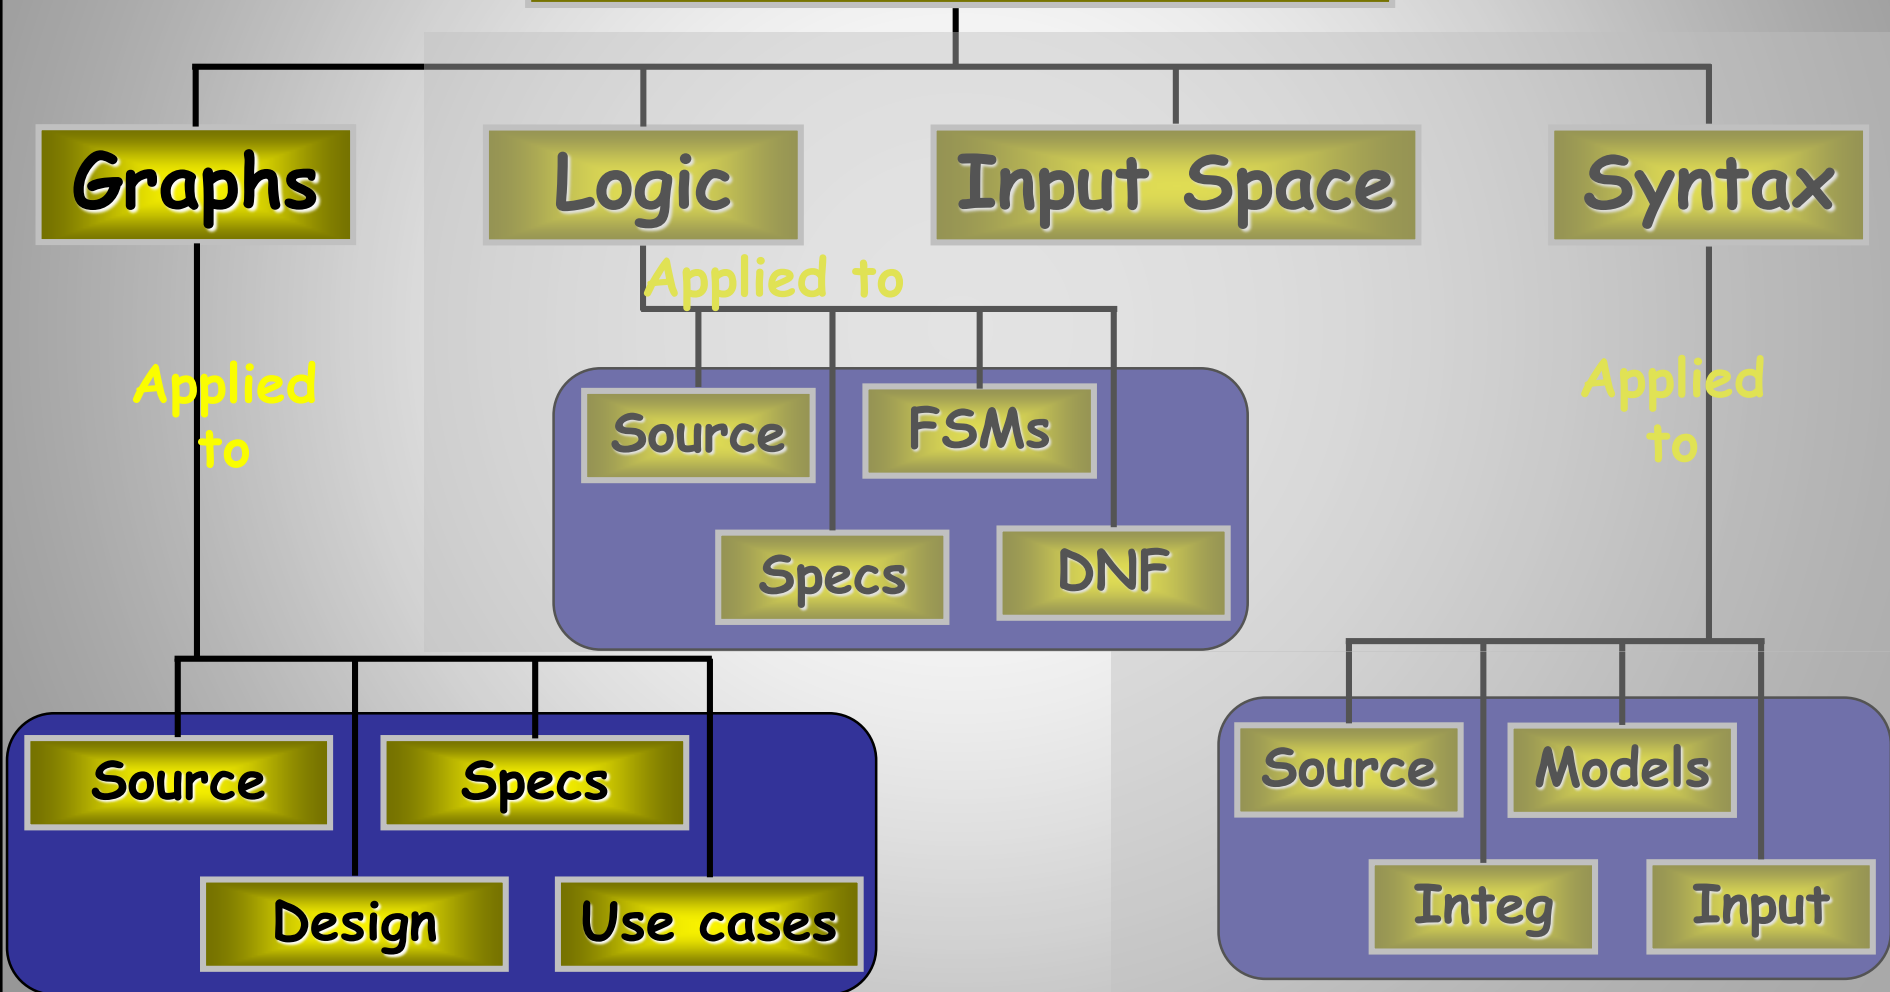 Graphs
Logic
Input Space
Syntax
Applied to
Applied
to
Applied
to
Source
FSMs
Specs
DNF
Source
Specs
Design
Use cases
Source
Models
Integ
Input